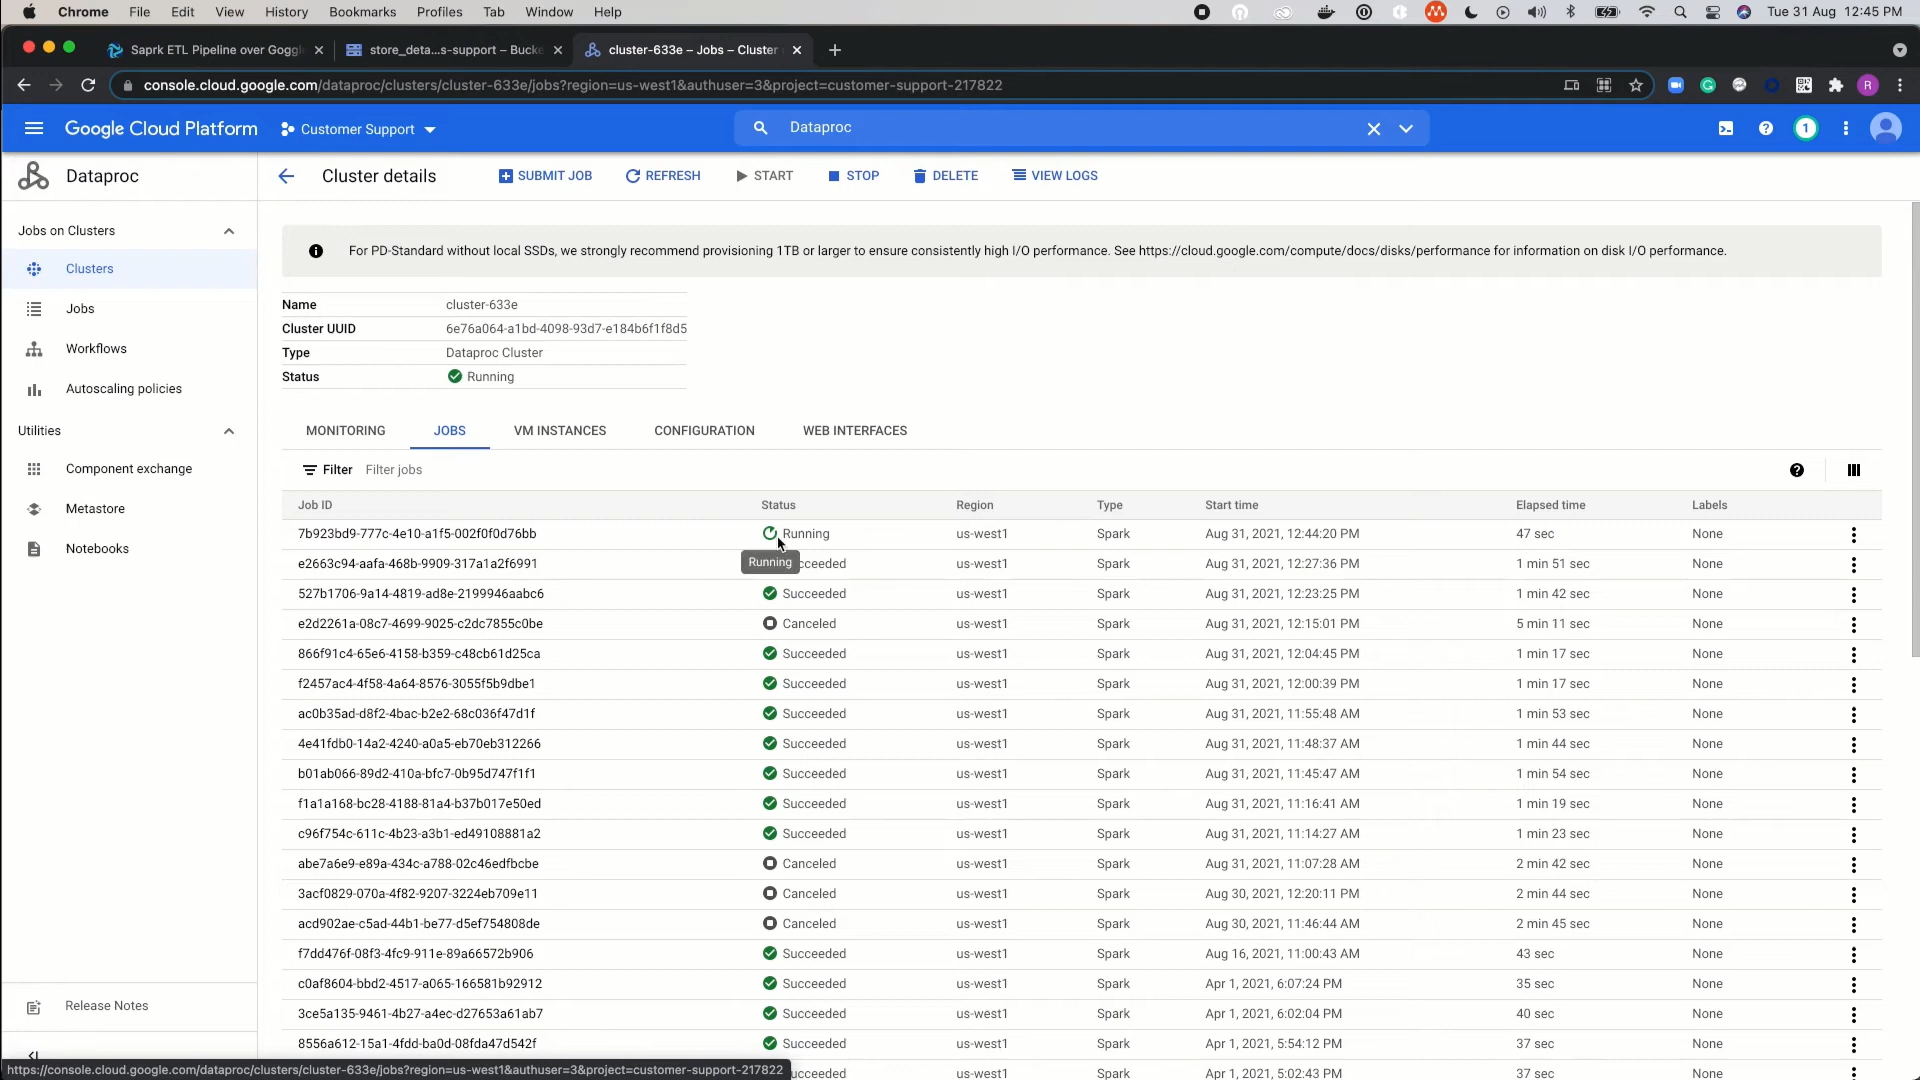 Chrome File Edit View History Bookmarks Profiles Tab Window Help Tue 31 Aug 12:45 PM
Saprk ETL Pipeline over Goggl store_deta...s-support – Bucke cluster-633e – Jobs – Cluster
console.cloud.google.com/dataproc/clusters/cluster-633e/jobs?region=us-west1&authuser=3&project=customer-support-217822 R
Google Cloud Platform Customer Support Dataproc 1
Dataproc Cluster details SUBMIT JOB REFRESH START STOP DELETE VIEW LOGS
Jobs on Clusters
Clusters
Jobs
Workflows
Autoscaling policies
Utilities
Component exchange
Metastore
Notebooks
Release Notes
For PD-Standard without local SSDs, we strongly recommend provisioning 1TB or larger to ensure consistently high I/O performance. See https://cloud.google.com/compute/docs/disks/performance for information on disk I/O performance.
Name cluster-633e
Cluster UUID 6e76a064-a1bd-4098-93d7-e184b6f1f8d5
Type Dataproc Cluster
Status Running
MONITORING JOBS VM INSTANCES CONFIGURATION WEB INTERFACES
Filter Filter jobs
Job ID Status Region Type Start time Elapsed time Labels
7b923bd9-777c-4e10-a1f5-002f0f0d76bb Running us-west1 Spark Aug 31, 2021, 12:44:20 PM 47 sec None
Running
e2663c94-aafa-468b-9909-317a1a2f6991 cceeded us-west1 Spark Aug 31, 2021, 12:27:36 PM 1 min 51 sec None
527b1706-9a14-4819-ad8e-2199946aabc6 Succeeded us-west1 Spark Aug 31, 2021, 12:23:25 PM 1 min 42 sec None
e2d2261a-08c7-4699-9025-c2dc7855c0be Canceled us-west1 Spark Aug 31, 2021, 12:15:01 PM 5 min 11 sec None
866f91c4-65e6-4158-b359-c48cb61d25ca Succeeded us-west1 Spark Aug 31, 2021, 12:04:45 PM 1 min 17 sec None
f2457ac4-4f58-4a64-8576-3055f5b9dbe1 Succeeded us-west1 Spark Aug 31, 2021, 12:00:39 PM 1 min 17 sec None
ac0b35ad-d8f2-4bac-b2e2-68c036f47d1f Succeeded us-west1 Spark Aug 31, 2021, 11:55:48 AM 1 min 53 sec None
4e41fdb0-14a2-4240-a0a5-eb70eb312266 Succeeded us-west1 Spark Aug 31, 2021, 11:48:37 AM 1 min 44 sec None
b01ab066-89d2-410a-bfc7-0b95d747f1f1 Succeeded us-west1 Spark Aug 31, 2021, 11:45:47 AM 1 min 54 sec None
f1a1a168-bc28-4188-81a4-b37b017e50ed Succeeded us-west1 Spark Aug 31, 2021, 11:16:41 AM 1 min 19 sec None
c96f754c-611c-4b23-a3b1-ed49108881a2 Succeeded us-west1 Spark Aug 31, 2021, 11:14:27 AM 1 min 23 sec None
abe7a6e9-e89a-434c-a788-02c46edfbcbe Canceled us-west1 Spark Aug 31, 2021, 11:07:28 AM 2 min 42 sec None
3acf0829-070a-4f82-9207-3224eb709e11 Canceled us-west1 Spark Aug 30, 2021, 12:20:11 PM 2 min 44 sec None
acd902ae-c5ad-44b1-be77-d5ef754808de Canceled us-west1 Spark Aug 30, 2021, 11:46:44 AM 2 min 45 sec None
f7dd476f-08f3-4fc9-911e-89a66572b906 Succeeded us-west1 Spark Aug 16, 2021, 11:00:43 AM 43 sec None
c0af8604-bbd2-4517-a065-166581b92912 Succeeded us-west1 Spark Apr 1, 2021, 6:07:24 PM 35 sec None
3ce5a135-9461-4b27-a4ec-d27653a61ab7 Succeeded us-west1 Spark Apr 1, 2021, 6:02:04 PM 40 sec None
8556a612-15a1-4fdd-ba0d-08fda47d542f Succeeded us-west1 Spark Apr 1, 2021, 5:54:12 PM 37 sec None
ucceeded us-west1 Spark Apr 1, 2021, 5:02:43 PM 37 sec None
https://console.cloud.google.com/dataproc/clusters/cluster-633e/jobs?region=us-west1&authuser=3&project=customer-support-217822